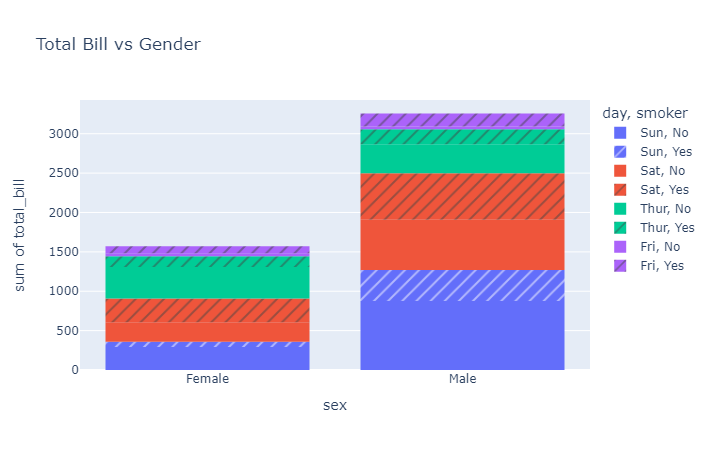 Total Bill vs Gender
day, smoker
Sun, No
Sun, Yes
Sat, No
Sat, Yes
Thur, No
Thur, Yes
Fri, No
Fri, Yes
sum of total_bill
3000
2500
2000
1500
1000
500
0
Female
Male
sex